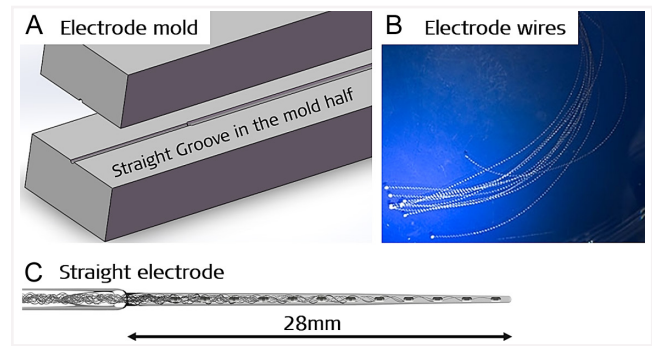 A Electrode mold
Straight Groove in the mold half
B Electrode wires
C Straight electrode
28mm